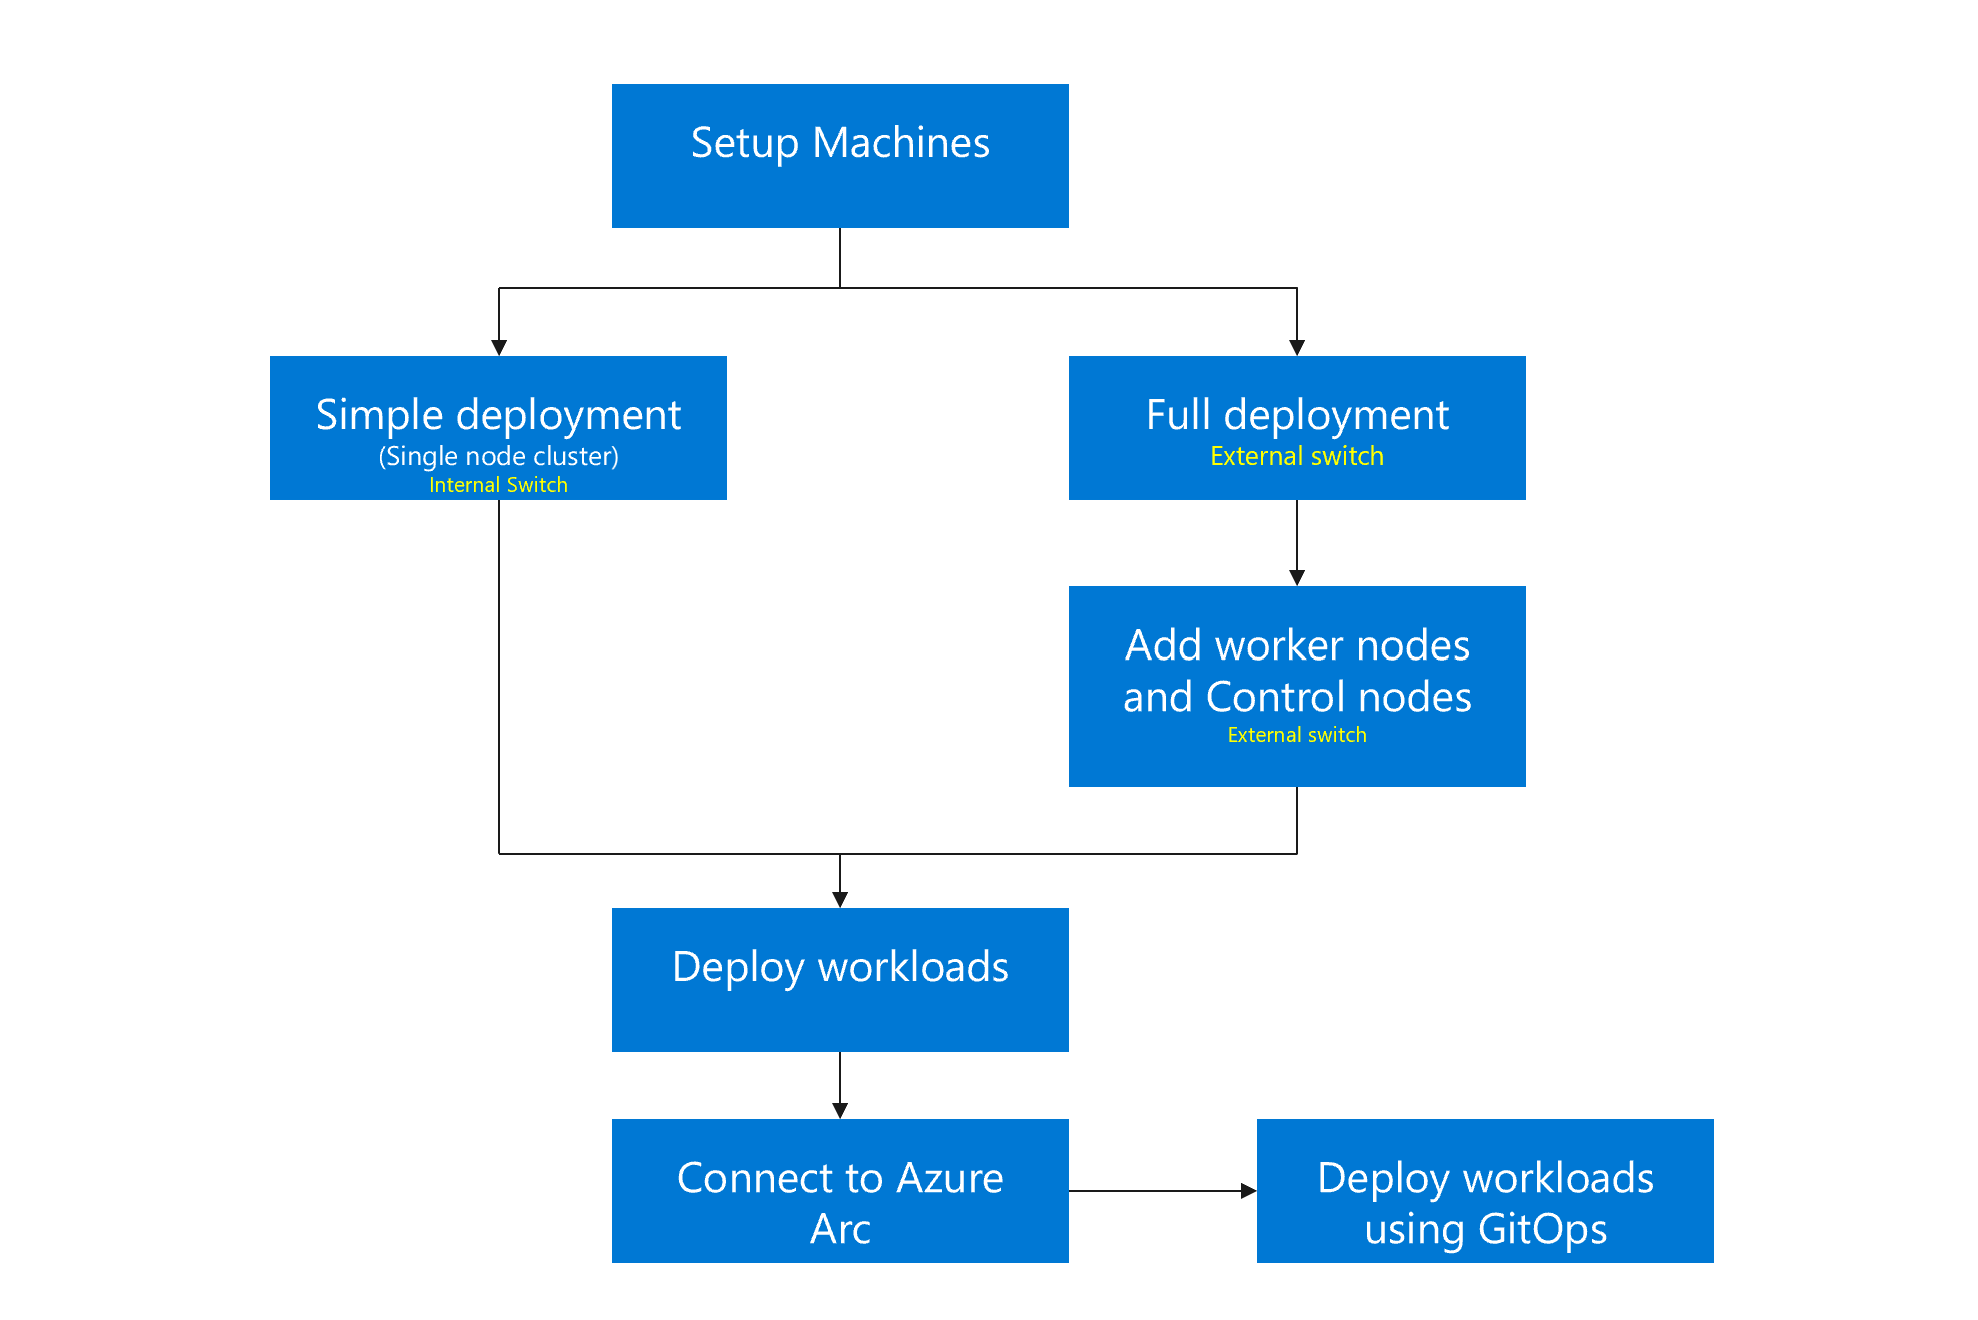 Setup Machines
Simple deployment
(Single node cluster)
Internal Switch
Full deployment
External switch
Add worker nodes
and Control nodes
External switch
Deploy workloads
Connect to Azure
Arc
Deploy workloads
using GitOps